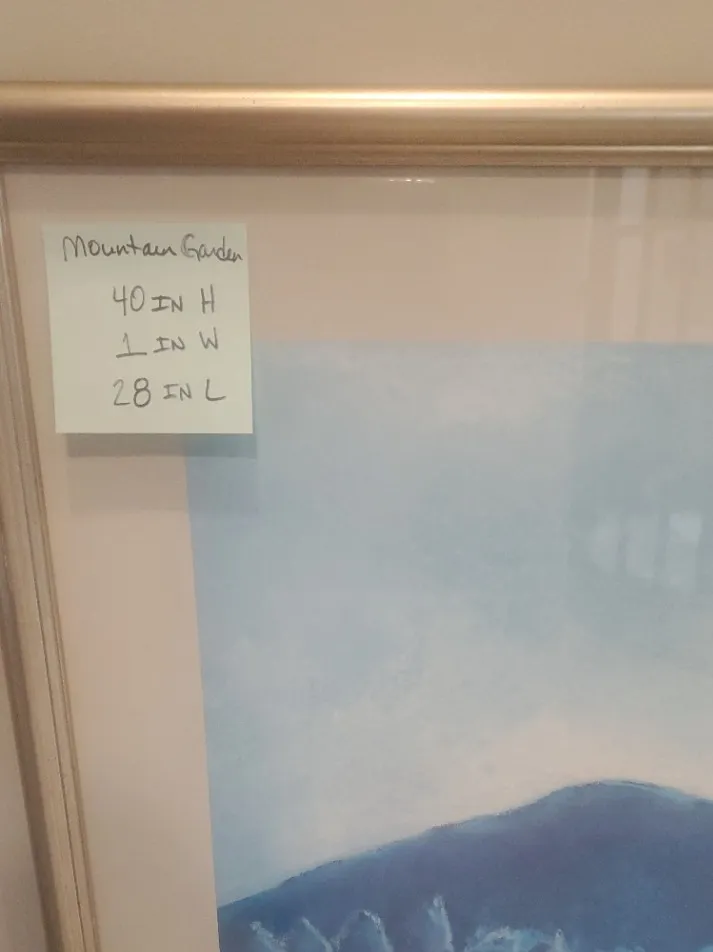 Mountain Garden
40 IN H
1 IN W
28 IN L